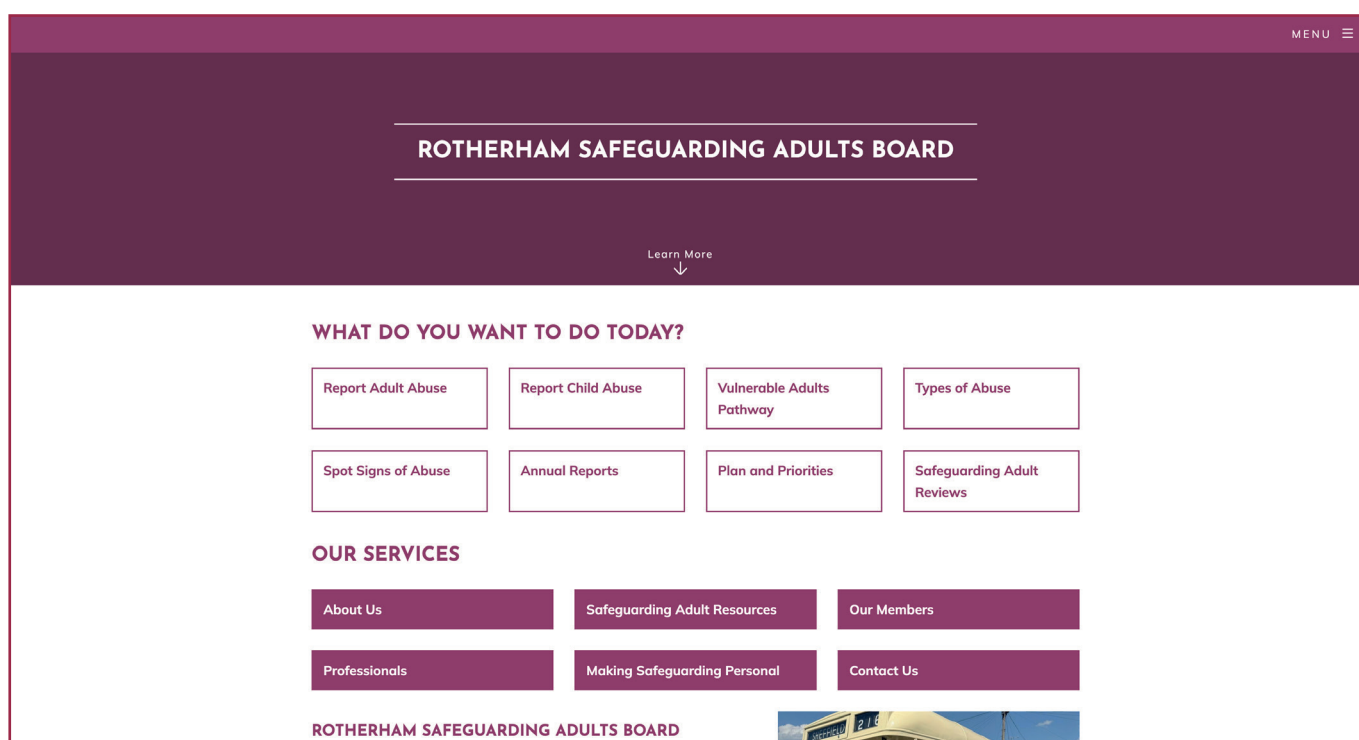 MENU
ROTHERHAM SAFEGUARDING ADULTS BOARD
Learn More
WHAT DO YOU WANT TO DO TODAY?
Report Adult Abuse
Report Child Abuse
Vulnerable Adults
Pathway
Types of Abuse
Spot Signs of Abuse
Annual Reports
Plan and Priorities
Safeguarding Adult
Reviews
OUR SERVICES
About Us
Safeguarding Adult Resources
Our Members
Professionals
Making Safeguarding Personal
Contact Us
ROTHERHAM SAFEGUARDING ADULTS BOARD
SHEFFIELD 216